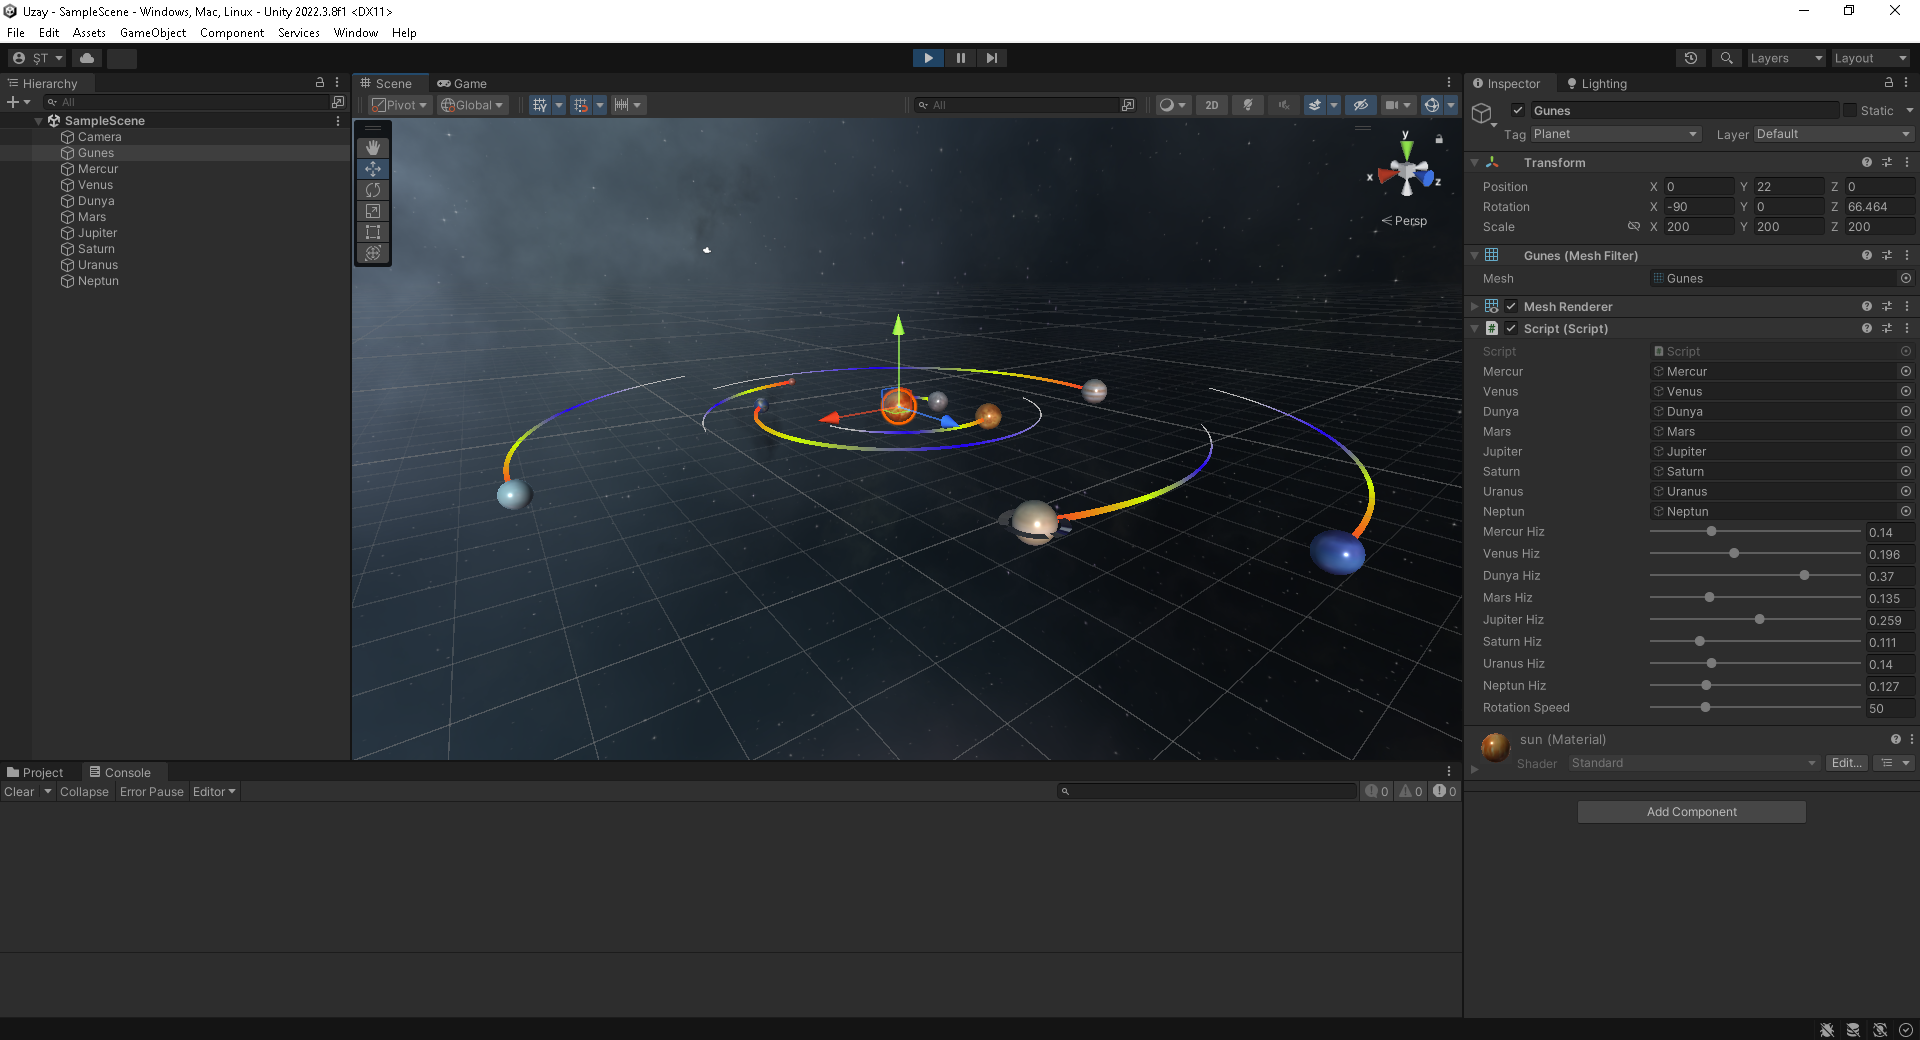 Uzay - SampleScene - Windows, Mac, Linux - Unity 2022.3.8f1 <DX11>
File Edit Assets GameObject Component Services Window Help
ŞT Layers Layout
Hierarchy
All
SampleScene
Camera
Gunes
Mercur
Venus
Dunya
Mars
Jupiter
Saturn
Uranus
Neptun
Scene Game
Pivot Global All 2D
y
x
z
Persp
Project Console
Clear Collapse Error Pause Editor 0 0 0
Inspector Lighting
Gunes Static
Tag Planet Layer Default
Transform
Position X 0 Y 22 Z 0
Rotation X -90 Y 0 Z 66.464
Scale X 200 Y 200 Z 200
Gunes (Mesh Filter)
Mesh Gunes
Mesh Renderer
# Script (Script)
Script Script
Mercur Mercur
Venus Venus
Dunya Dunya
Mars Mars
Jupiter Jupiter
Saturn Saturn
Uranus Uranus
Neptun Neptun
Mercur Hiz 0.14
Venus Hiz 0.196
Dunya Hiz 0.37
Mars Hiz 0.135
Jupiter Hiz 0.259
Saturn Hiz 0.111
Uranus Hiz 0.14
Neptun Hiz 0.127
Rotation Speed 50
sun (Material)
Shader Standard Edit...
Add Component